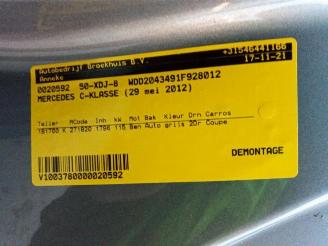 Autobedrijf Broekhuis B.V. +31546441166
Anneke 17-11-21
0020592 50-XDJ-8 WDD2043491F928012
MERCEDES C-KLASSE (29 mei 2012)
Teller MCode Inh kW Mot Bak Kleur Drn Carros
161700 K 271820 1796 115 Ben Auto grijs 2Dr Coupe
DEMONTAGE
V1003780000020592